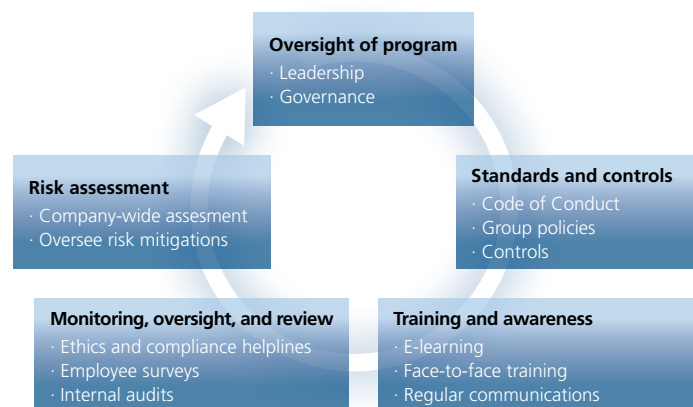 Oversight of program
· Leadership
· Governance
Standards and controls
· Code of Conduct
· Group policies
· Controls
Training and awareness
· E-learning
· Face-to-face training
· Regular communications
Monitoring, oversight, and review
· Ethics and compliance helplines
· Employee surveys
· Internal audits
Risk assessment
· Company-wide assesment
· Oversee risk mitigations